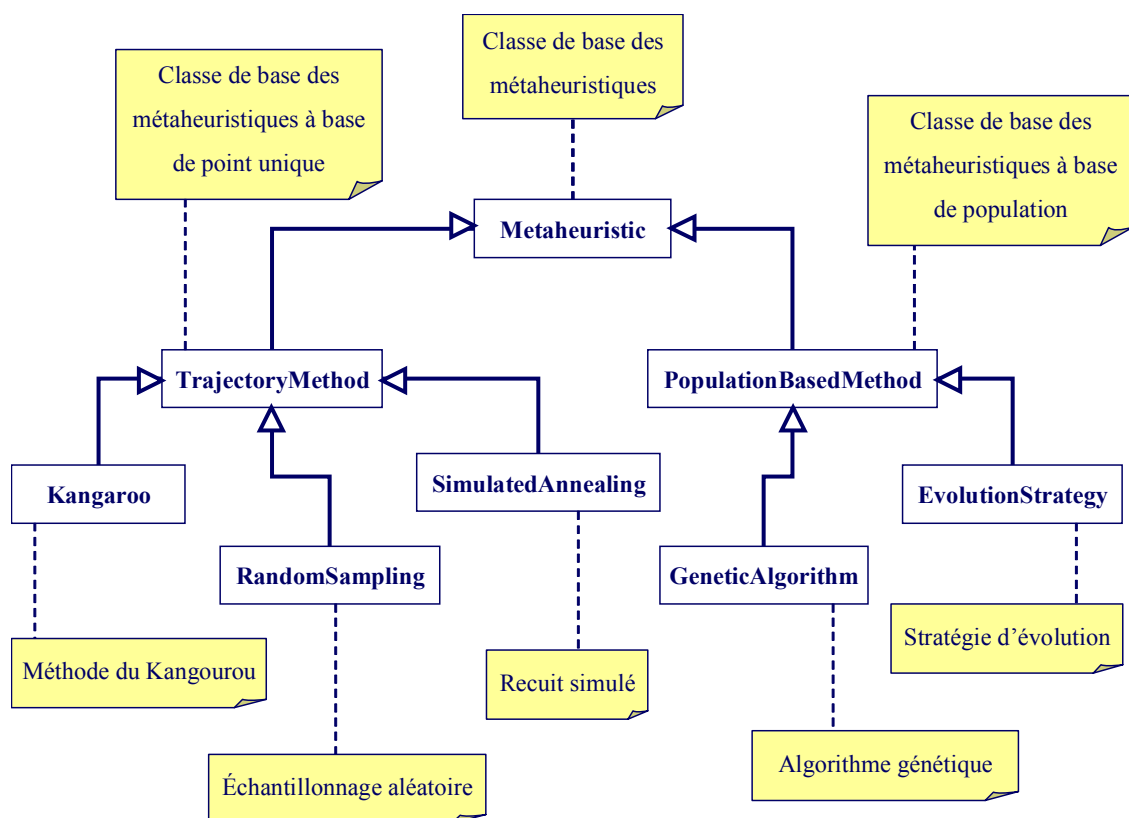 Classe de base des
métaheuristiques
Classe de base des
métaheuristiques à base
de point unique
Classe de base des
métaheuristiques à base
de population
Metaheuristic
TrajectoryMethod
PopulationBasedMethod
Kangaroo
SimulatedAnnealing
EvolutionStrategy
RandomSampling
GeneticAlgorithm
Méthode du Kangourou
Recuit simulé
Stratégie d’évolution
Échantillonnage aléatoire
Algorithme génétique